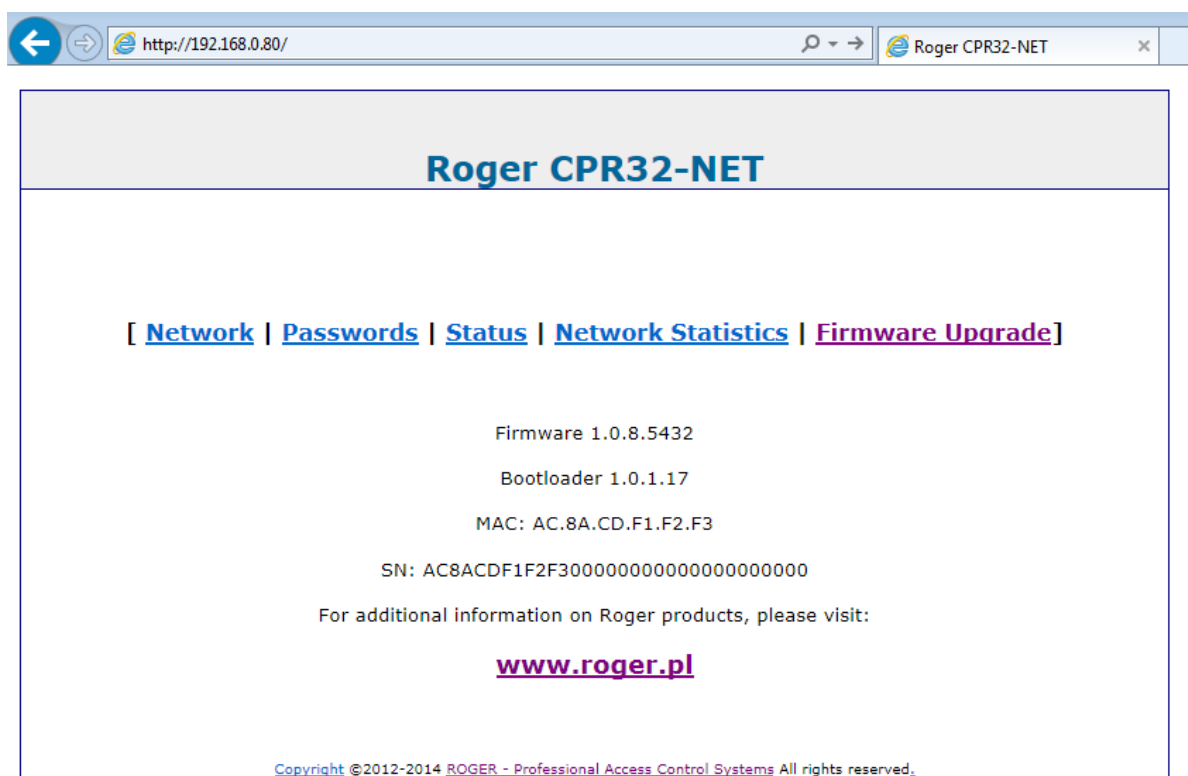 http://192.168.0.80/
Roger CPR32-NET
Roger CPR32-NET
[ Network | Passwords | Status | Network Statistics | Firmware Upgrade]
Firmware 1.0.8.5432
Bootloader 1.0.1.17
MAC: AC.8A.CD.F1.F2.F3
SN: AC8ACDF1F2F300000000000000000000
For additional information on Roger products, please visit:
www.roger.pl
Copyright ©2012-2014 ROGER - Professional Access Control Systems All rights reserved.